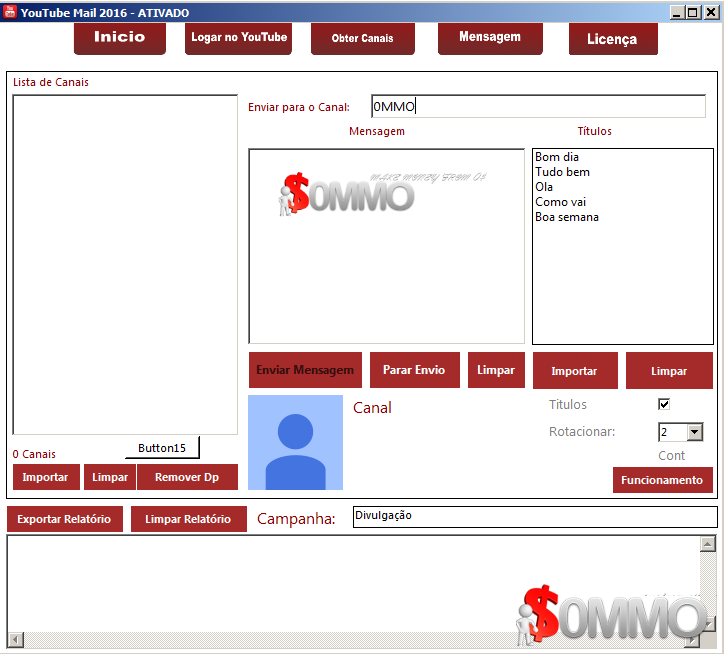 YouTube Mail 2016 - ATIVADO
Inicio
Logar no YouTube
Obter Canais
Mensagem
Licença
Lista de Canais
Enviar para o Canal:
0MMO
Mensagem
Títulos
MAKE MONEY FROM 0$
$0MMO
Bom dia
Tudo bem
Ola
Como vai
Boa semana
Enviar Mensagem
Parar Envio
Limpar
Importar
Limpar
Canal
Titulos
Rotacionar:
2
Cont
Funcionamento
0 Canais
Button15
Importar
Limpar
Remover Dp
Exportar Relatório
Limpar Relatório
Campanha:
Divulgação
$0MMO